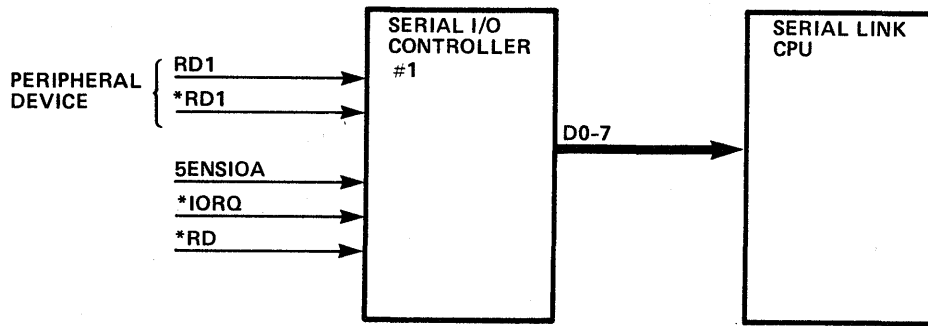 SERIAL I/O
CONTROLLER
#1
SERIAL LINK
CPU
PERIPHERAL
DEVICE
RD1
*RD1
D0-7
5ENSIOA
*IORQ
*RD